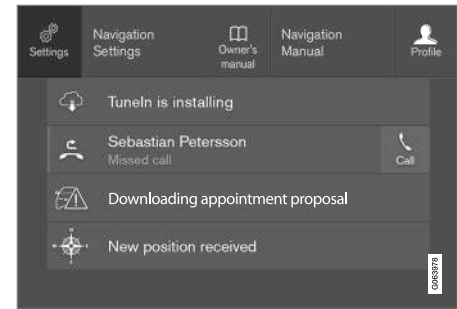 Settings
Navigation
Settings
Owner's
manual
Navigation
Manual
Profile
TuneIn is installing
Sebastian Petersson
Missed call
Call
Downloading appointment proposal
New position received
G063978